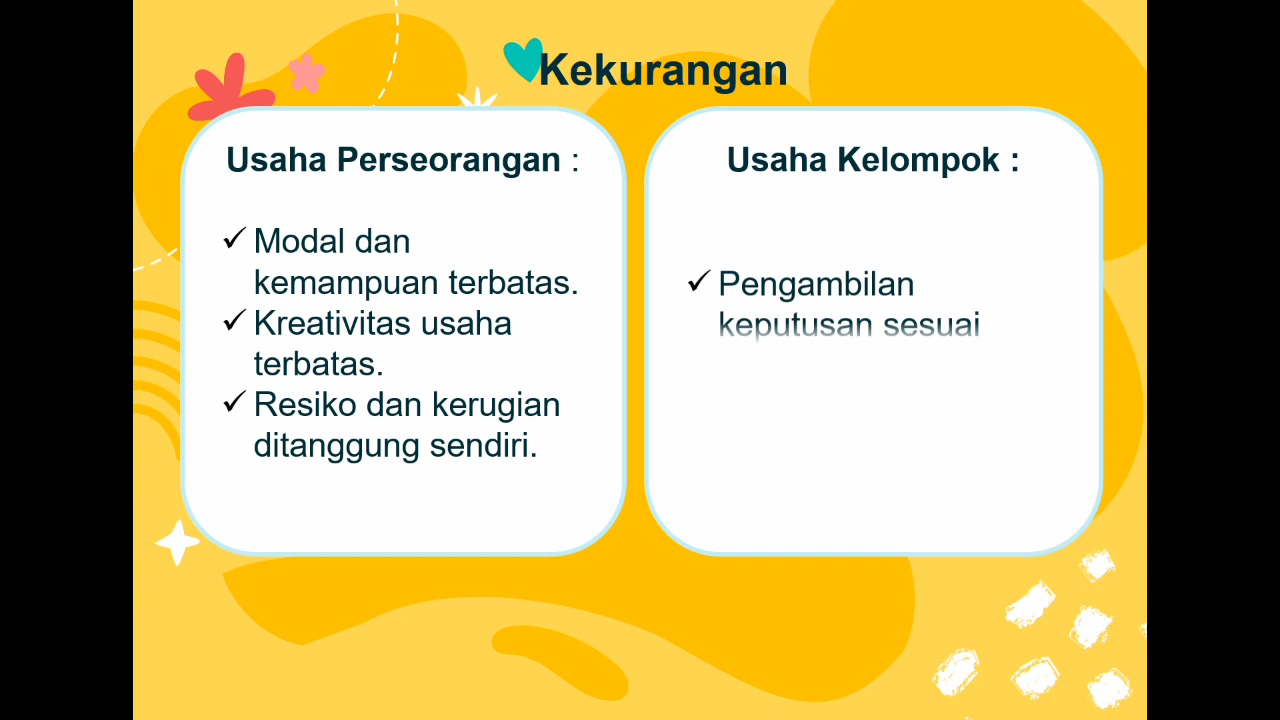 Kekurangan
Usaha Perseorangan :
✓ Modal dan
kemampuan terbatas.
✓ Kreativitas usaha
terbatas.
✓ Resiko dan kerugian
ditanggung sendiri.
Usaha Kelompok :
✓ Pengambilan
keputusan sesuai